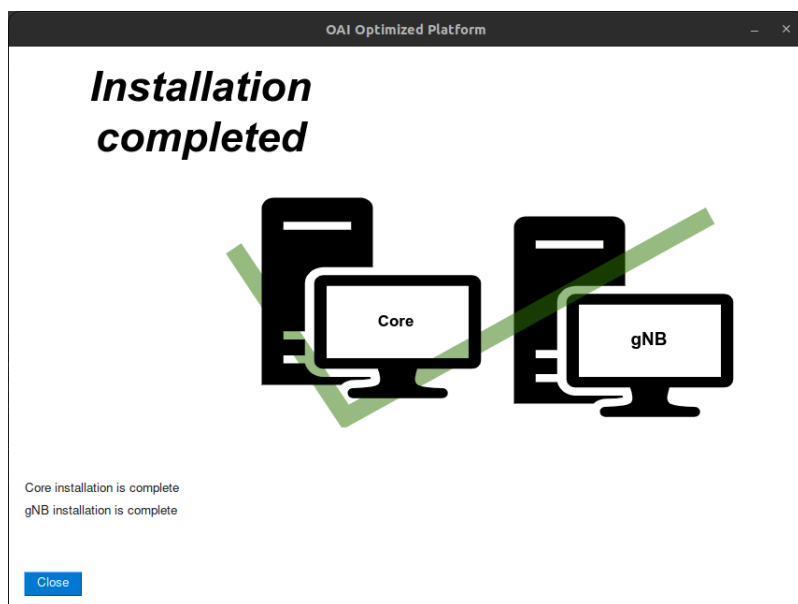 OAI Optimized Platform
Installation
completed
Core
gNB
Core installation is complete
gNB installation is complete
Close